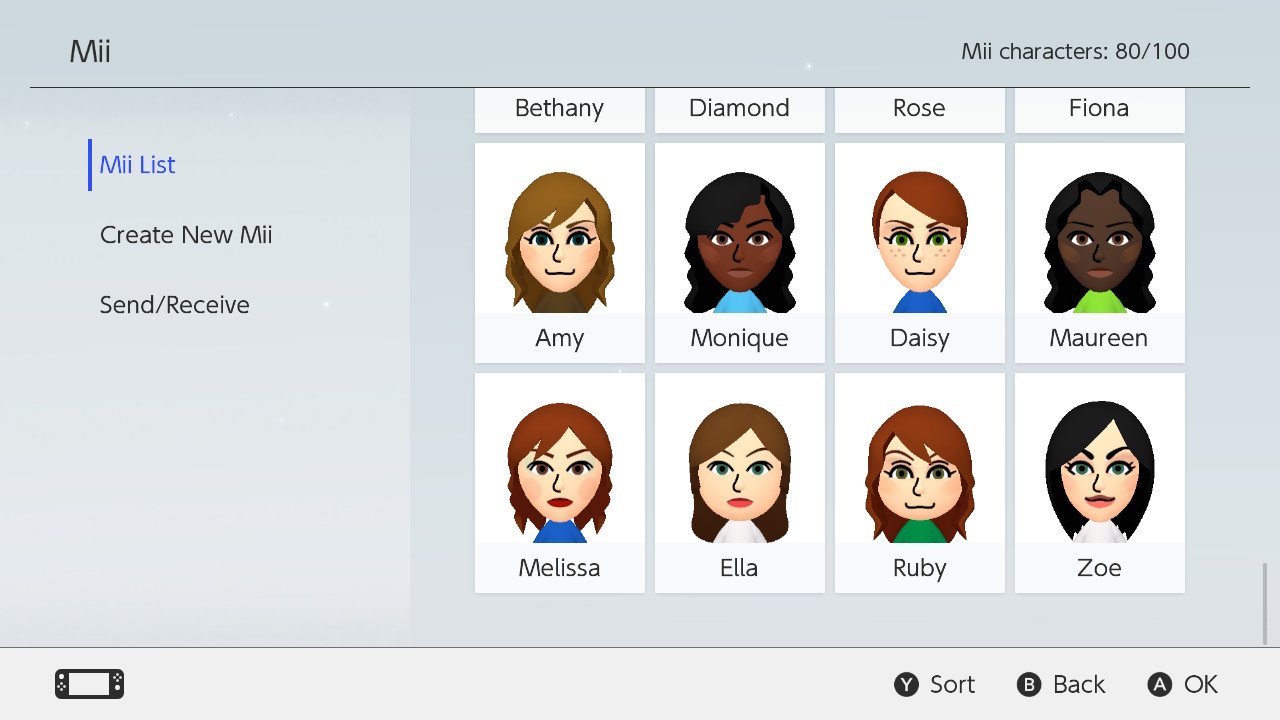 Mii
Mii characters: 80/100
Mii List
Create New Mii
Send/Receive
Bethany Diamond Rose Fiona
Amy Monique Daisy Maureen
Melissa Ella Ruby Zoe
Y Sort B Back A OK